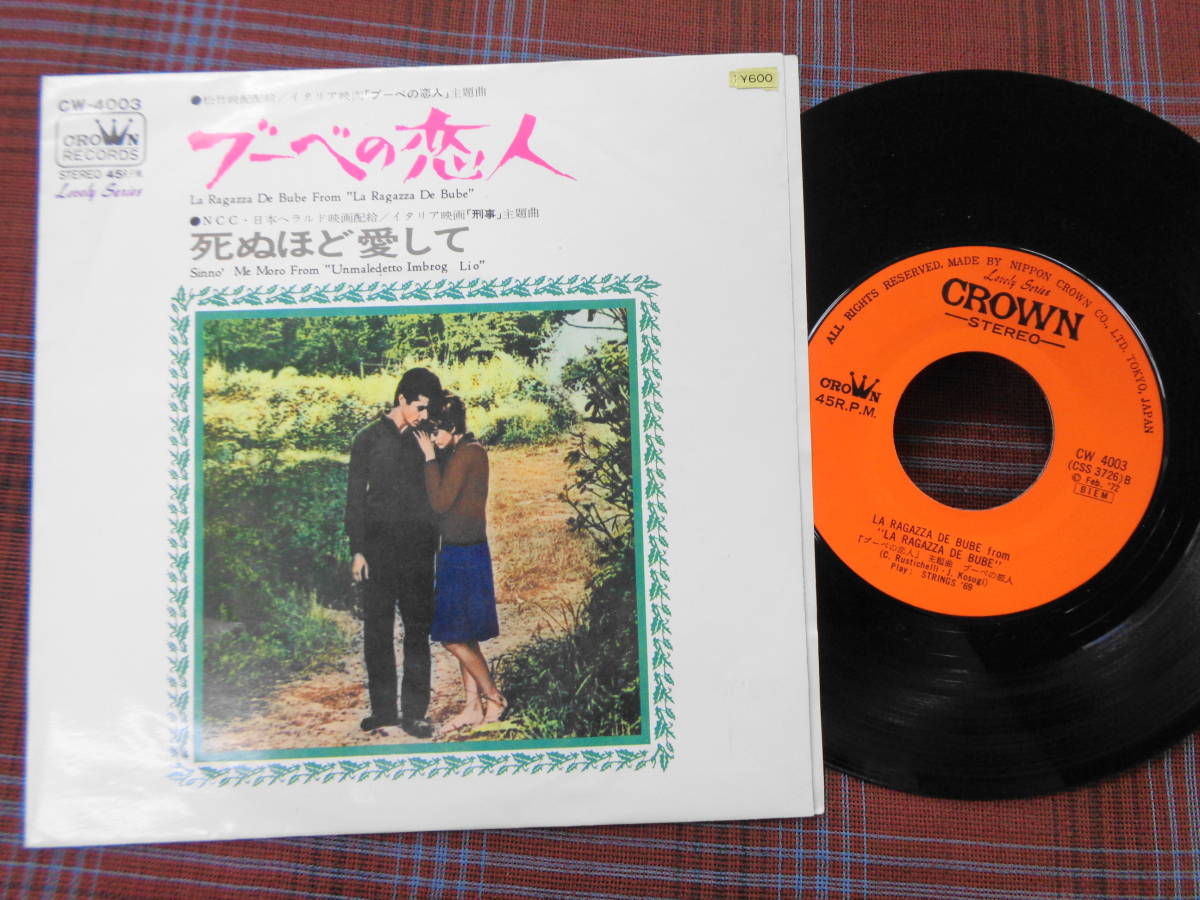 CW-4003
CROWN
RECORDS
STEREO 45R.P.M.
Lovely Series
¥600
●松竹映配配給/イタリア映画「ブーベの恋人」主題曲
ブーベの恋人
La Ragazza De Bube From "La Ragazza De Bube"
●NCC・日本ヘラルド映画配給/イタリア映画「刑事」主題曲
死ぬほど愛して
Sinno' Me Moro From "Unmaledetto Imbrog Lio"
ALL RIGHTS RESERVED. MADE BY NIPPON CROWN CO., LTD. TOKYO, JAPAN
Lovely Series
CROWN
STEREO
CROWN
45R.P.M.
CW 4003
(CSS 3726)B
© Feb. '72
BIEM
LA RAGAZZA DE BUBE from
"LA RAGAZZA DE BUBE"
「ブーベの恋人」 主題曲 ブーベの恋人
(C. Rustichelli・J. Kosugi)
Play: STRINGS '69